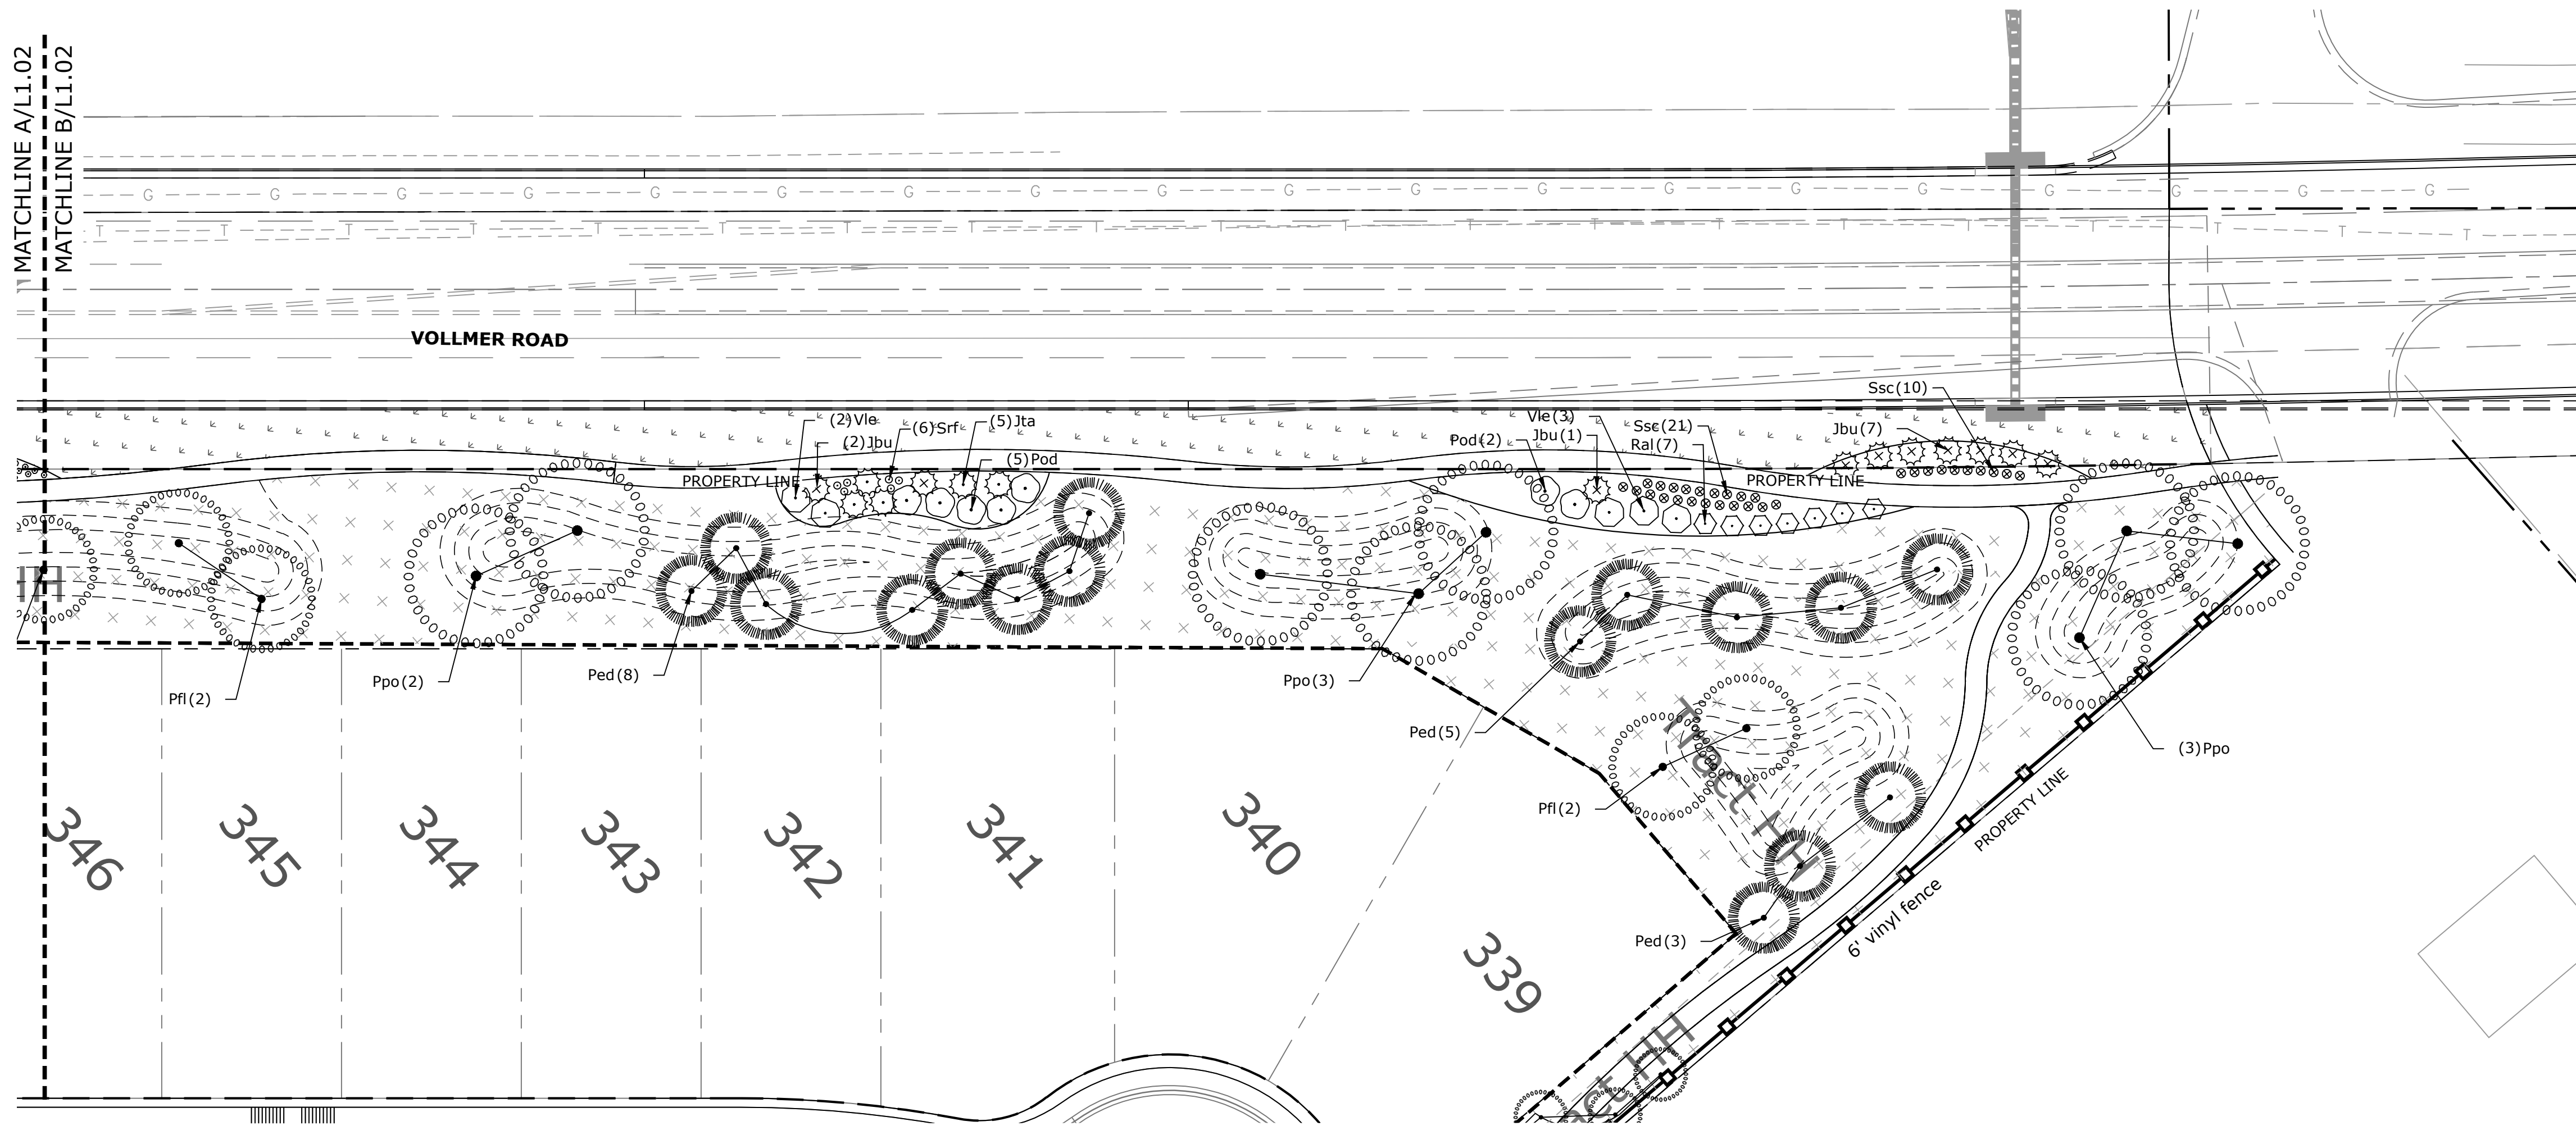 MATCHLINE A/L1.02
MATCHLINE B/L1.02
G G G G G G G G G G G G G G G G G G G
T T T T T T T T T T T T T T T T T T T T
VOLLMER ROAD
Ssc(10)
(2)Vle
(6)Srf
(5)Jta
Vle(3)
Ssc(21)
Jbu(7)
(2)Jbu
Pod(2)
Jbu(1)
Ral(7)
(5)Pod
PROPERTY LINE
PROPERTY LINE
H
Pfl(2)
Ppo(2)
Ped(8)
Ppo(3)
Ped(5)
(3)Ppo
Tract HH
Pfl(2)
PROPERTY LINE
346
345
344
343
342
341
340
339
Ped(3)
6' vinyl fence
act HH